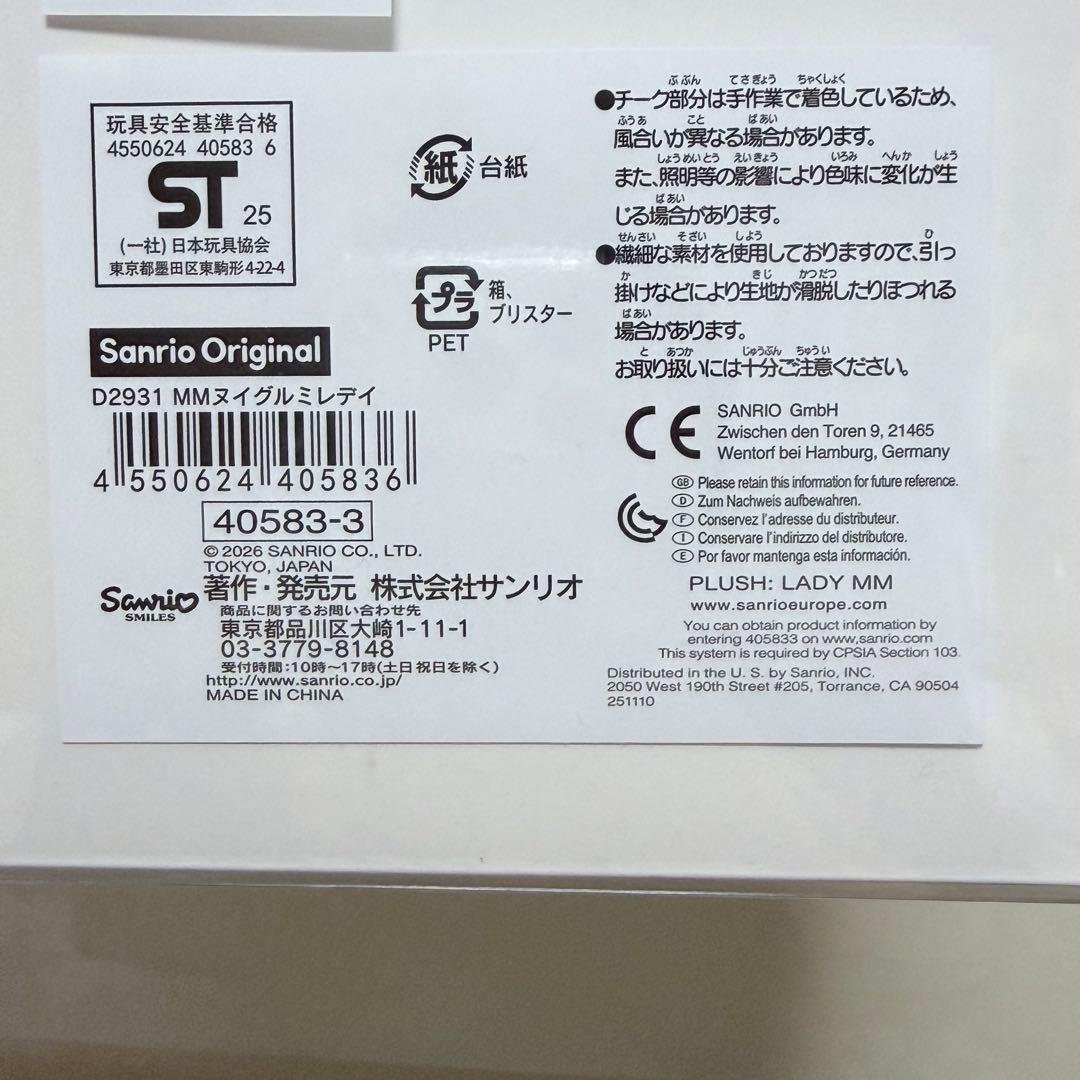 玩具安全基準合格
4550624 40583 6
ST 25
(一社)日本玩具協会
東京都墨田区東駒形4-22-4
Sanrio Original
D2931 MMヌイグルミレデイ
4 550624 405836
40583-3
© 2026 SANRIO CO., LTD.
TOKYO, JAPAN
Sanrio
SMILES
著作・発売元 株式会社サンリオ
商品に関するお問い合わせ先
東京都品川区大崎1-11-1
03-3779-8148
受付時間:10時〜17時(土日祝日を除く)
http://www.sanrio.co.jp/
MADE IN CHINA
紙 台紙
プラ 箱、
ブリスター
PET
ぶぶん てさぎょう ちゃくしょく
●チーク部分は手作業で着色しているため、
ふうあ こと ばあい
風合いが異なる場合があります。
しょうめいとう えいきょう いろみ へんか しょう
また、照明等の影響により色味に変化が生
ばあい
じる場合があります。
せんさい そざい しよう ひ
●繊細な素材を使用しておりますので、引っ
か きじ かつだつ
掛けなどにより生地が滑脱したりほつれる
ばあい
場合があります。
と あつか じゅうぶん ちゅうい
お取り扱いには十分ご注意ください。
CE
SANRIO GmbH
Zwischen den Toren 9, 21465
Wentorf bei Hamburg, Germany
GB Please retain this information for future reference.
D Zum Nachweis aufbewahren.
F Conservez l'adresse du distributeur.
I Conservare l'indirizzo del distributore.
E Por favor mantenga esta información.
PLUSH: LADY MM
www.sanrioeurope.com
You can obtain product information by
entering 405833 on www,sanrio.com
This system is required by CPSIA Section 103.
Distributed in the U. S. by Sanrio, INC.
2050 West 190th Street #205, Torrance, CA 90504
251110